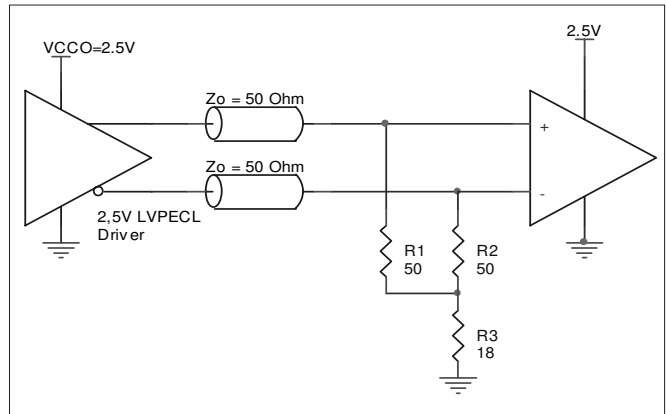 VCCO=2.5V
2.5V
Zo = 50 Ohm
+
Zo = 50 Ohm
-
2,5V LVPECL
Driver
R1
50
R2
50
R3
18